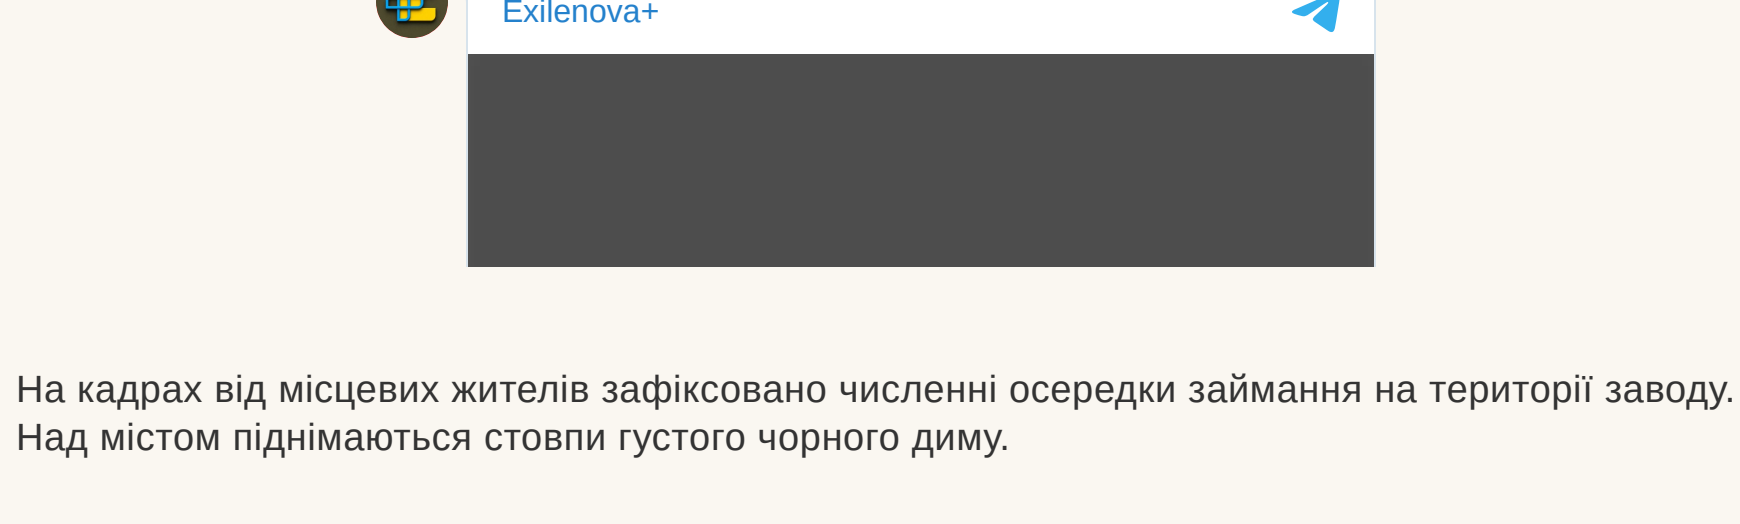 Exilenova+
На кадрах від місцевих жителів зафіксовано численні осередки займання на території заводу.
Над містом піднімаються стовпи густого чорного диму.